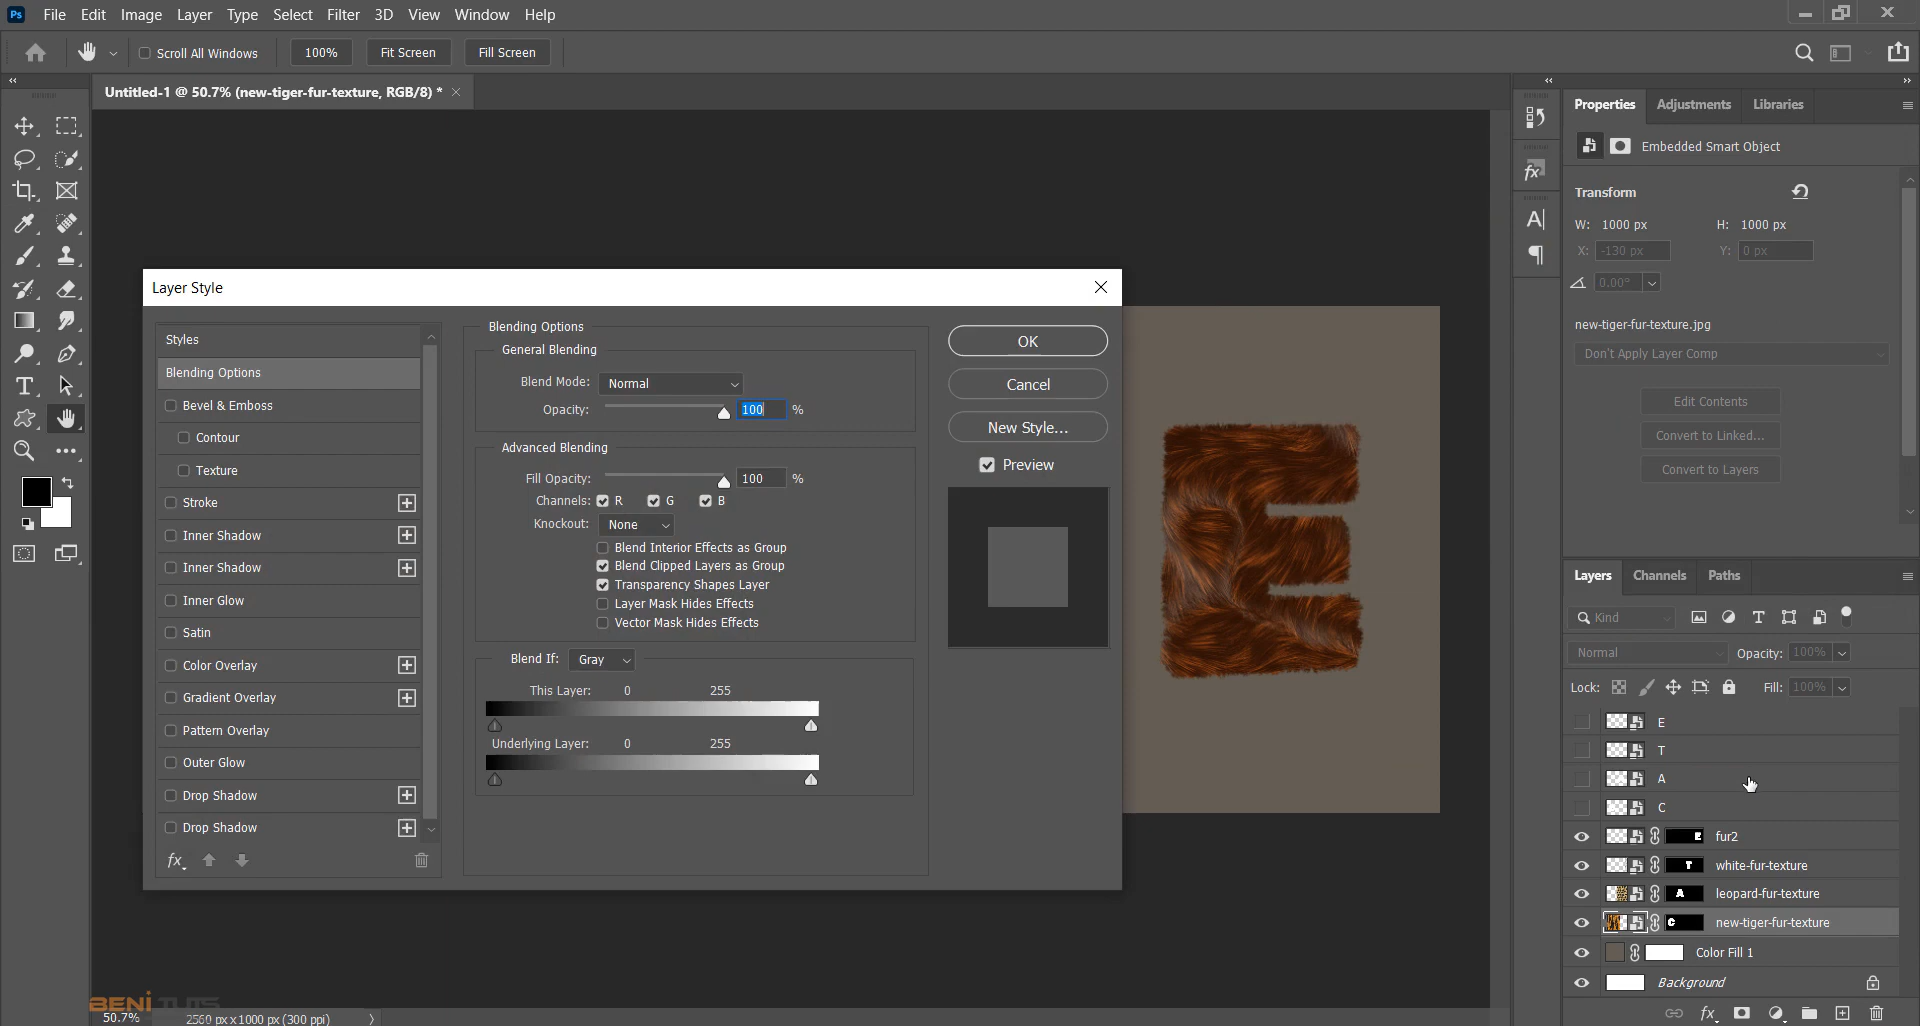 Ps File Edit Image Layer Type Select Filter 3D View Window Help
Scroll All Windows 100% Fit Screen Fill Screen
Untitled-1 @ 50.7% (new-tiger-fur-texture, RGB/8) *
Properties Adjustments Libraries
Embedded Smart Object
Transform
W: 1000 px H: 1000 px
X: -130 px Y: 0 px
0.00°
new-tiger-fur-texture.jpg
Don't Apply Layer Comp
Edit Contents
Convert to Linked...
Convert to Layers
Layer Style
Styles
Blending Options
Bevel & Emboss
Contour
Texture
Stroke
Inner Shadow
Inner Shadow
Inner Glow
Satin
Color Overlay
Gradient Overlay
Pattern Overlay
Outer Glow
Drop Shadow
Drop Shadow
fx
Blending Options
General Blending
Blend Mode: Normal
Opacity: 100 %
Advanced Blending
Fill Opacity: 100 %
Channels: R G B
Knockout: None
Blend Interior Effects as Group
Blend Clipped Layers as Group
Transparency Shapes Layer
Layer Mask Hides Effects
Vector Mask Hides Effects
Blend If: Gray
This Layer: 0 255
Underlying Layer: 0 255
OK
Cancel
New Style...
Preview
E
Layers Channels Paths
Kind
Normal Opacity: 100%
Lock: Fill: 100%
E
T
A
C
E fur2
T white-fur-texture
A leopard-fur-texture
C new-tiger-fur-texture
Color Fill 1
Background
fx
BENI TUTS
50.7% 2560 px x 1000 px (300 ppi)